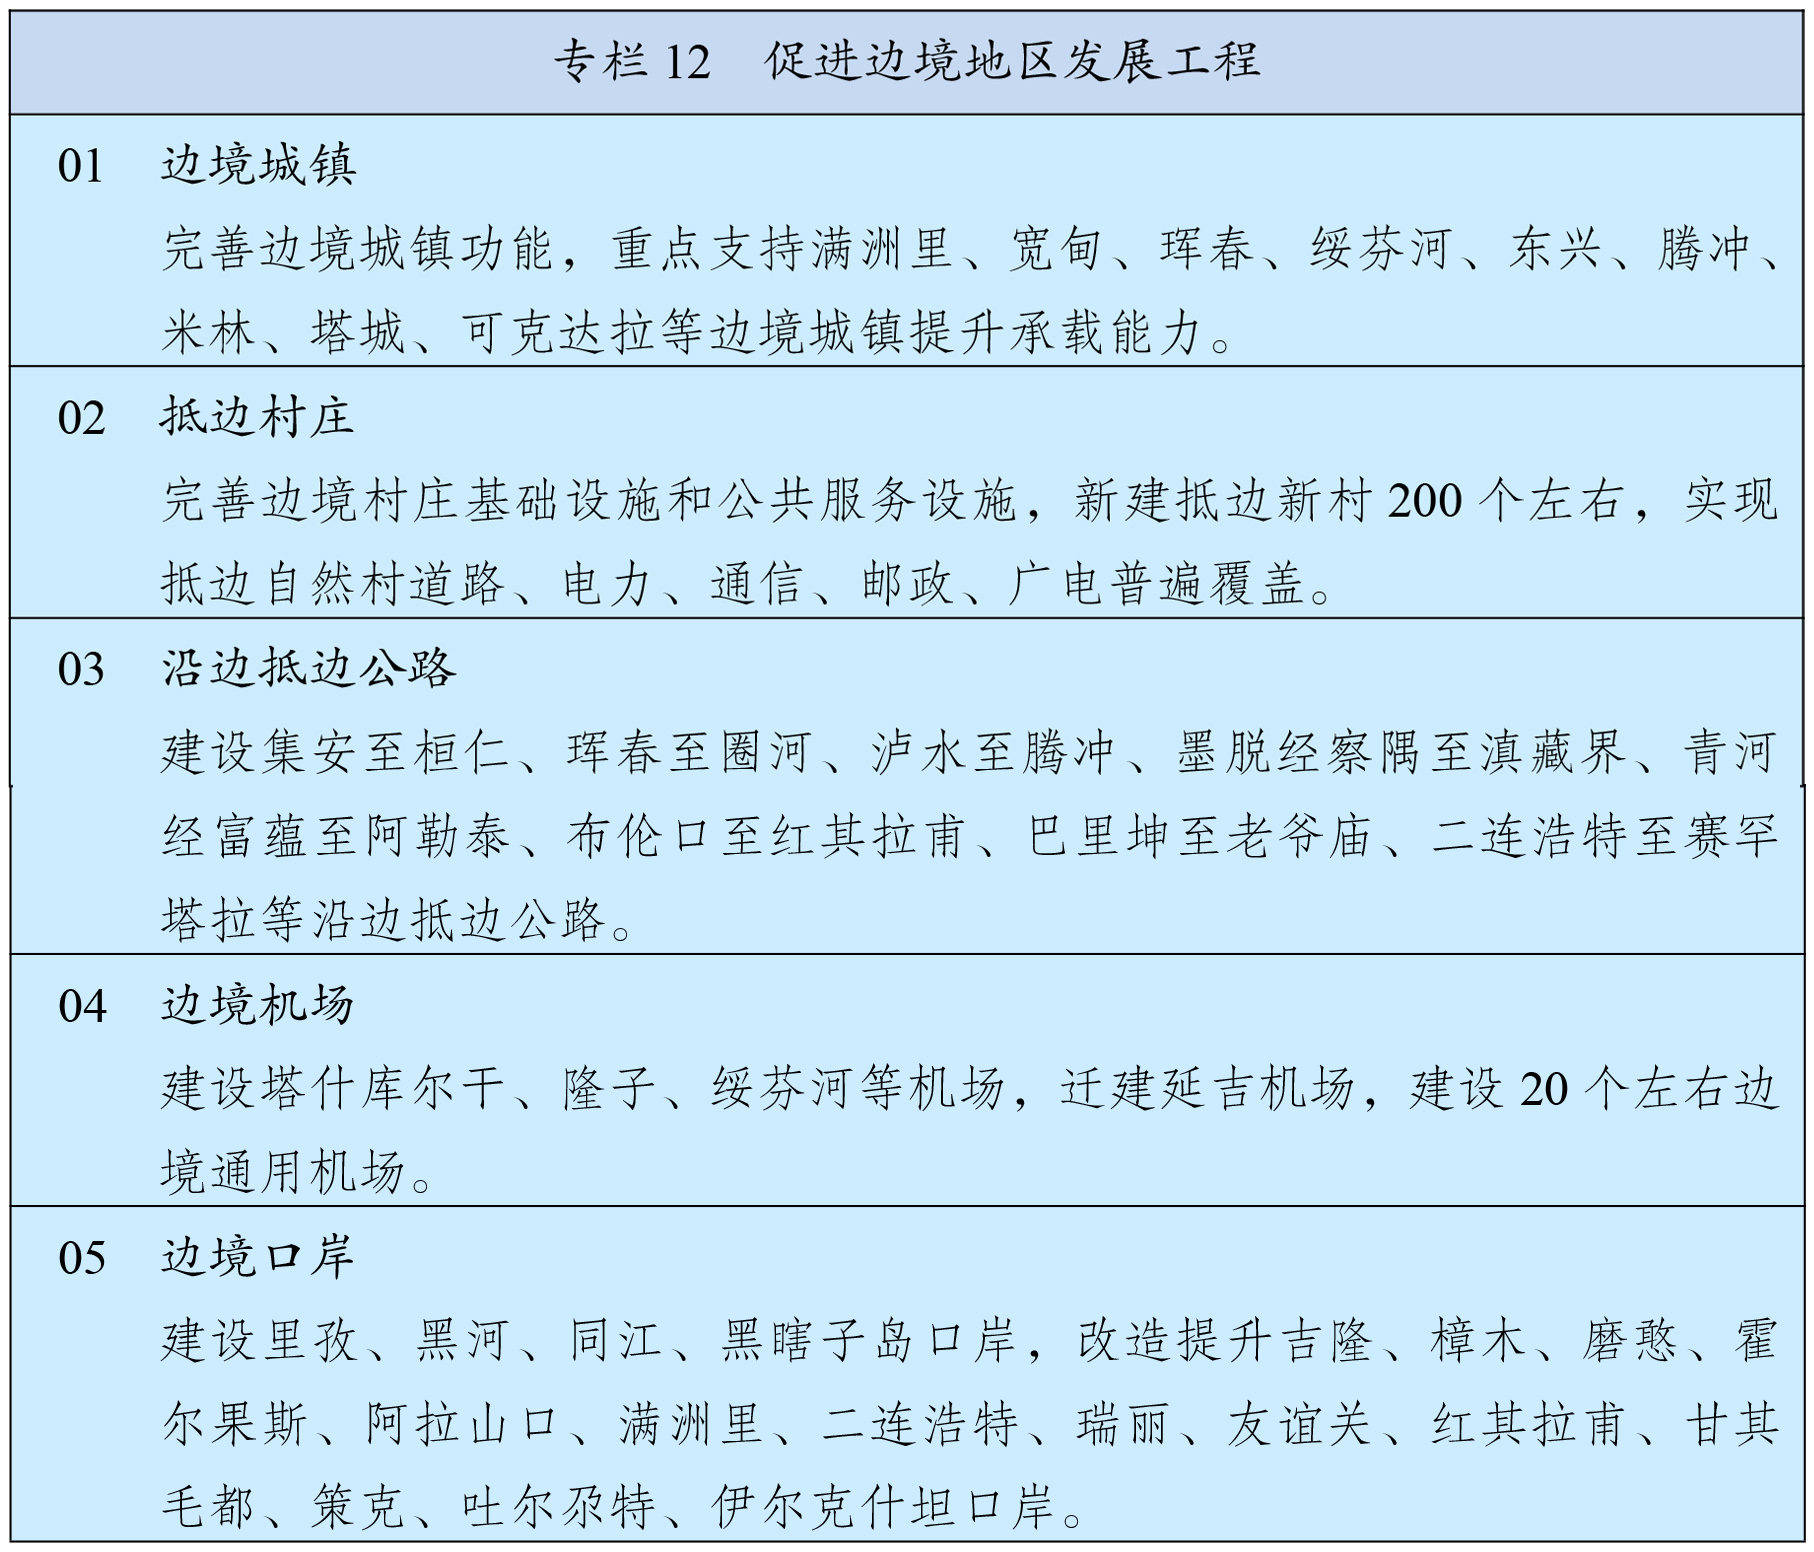 专栏 12 促进边境地区发展工程
01 边境城镇
完善边境城镇功能，重点支持满洲里、宽甸、珲春、绥芬河、东兴、腾冲、
米林、塔城、可克达拉等边境城镇提升承载能力。
02 抵边村庄
完善边境村庄基础设施和公共服务设施，新建抵边新村 200 个左右，实现
抵边自然村道路、电力、通信、邮政、广电普遍覆盖。
03 沿边抵边公路
建设集安至桓仁、珲春至圈河、泸水至腾冲、墨脱经察隅至滇藏界、青河
经富蕴至阿勒泰、布伦口至红其拉甫、巴里坤至老爷庙、二连浩特至赛罕
塔拉等沿边抵边公路。
04 边境机场
建设塔什库尔干、隆子、绥芬河等机场，迁建延吉机场，建设 20 个左右边
境通用机场。
05 边境口岸
建设里孜、黑河、同江、黑瞎子岛口岸，改造提升吉隆、樟木、磨憨、霍
尔果斯、阿拉山口、满洲里、二连浩特、瑞丽、友谊关、红其拉甫、甘其
毛都、策克、吐尔尕特、伊尔克什坦口岸。